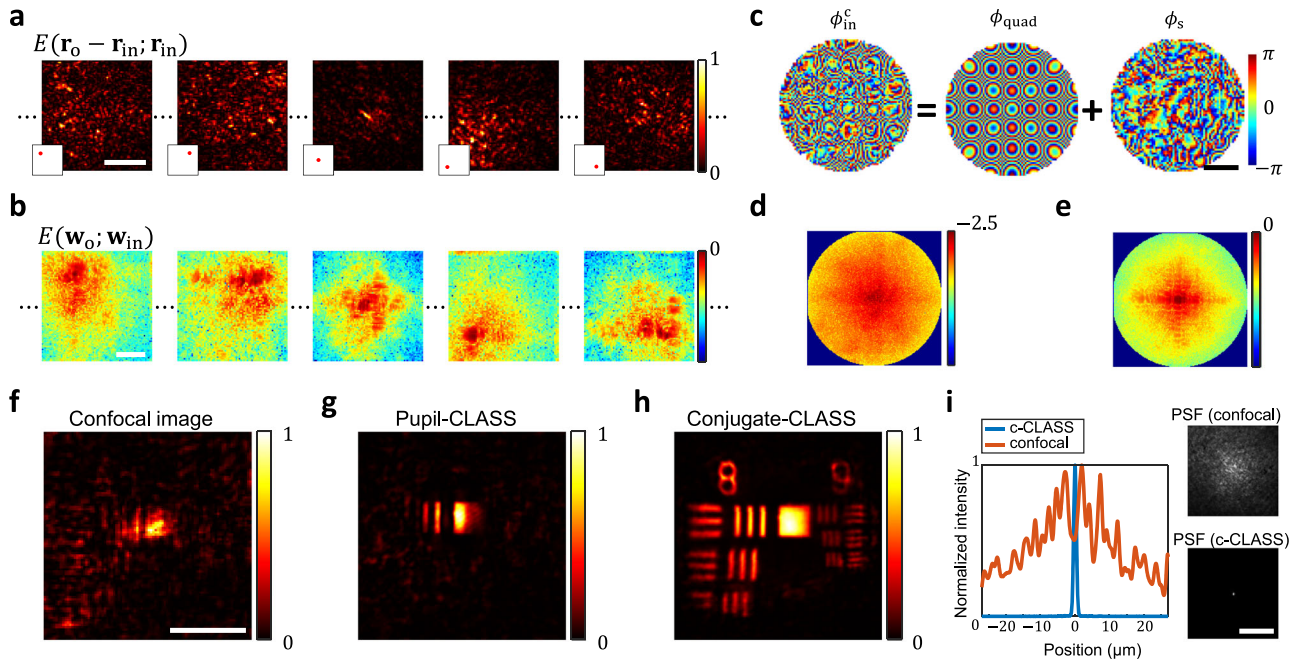 a
E(r_o − r_in; r_in)
... ... ... ... ... ...
1
0
b
E(w_o; w_in)
... ... ... ... ... ...
0
c
ϕ_in^c = ϕ_quad + ϕ_s
π
0
−π
d
−2.5
e
0
f
Confocal image
1
0
g
Pupil-CLASS
1
0
h
Conjugate-CLASS
1
0
i
c-CLASS
confocal
1
Normalized intensity
0 −20 −10 0 10 20
Position (µm)
PSF (confocal)
PSF (c-CLASS)